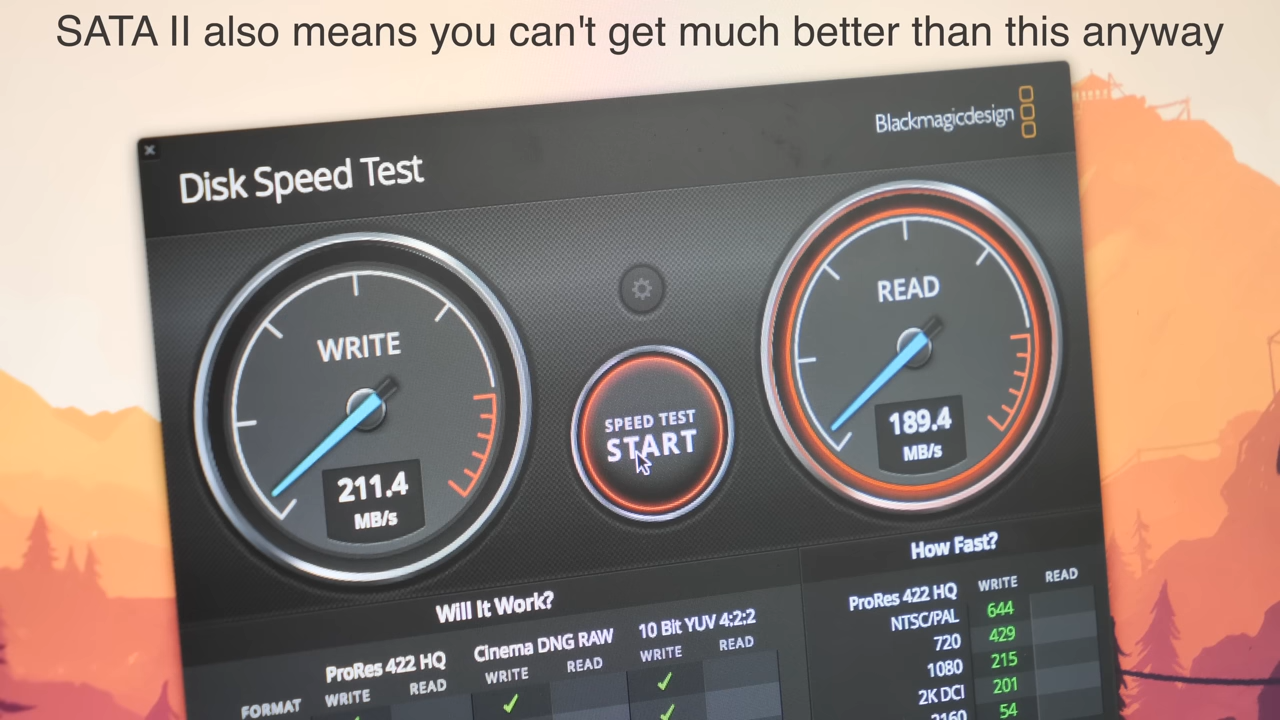 SATA II also means you can't get much better than this anyway
Blackmagicdesign
Disk Speed Test
WRITE
211.4
MB/s
SPEED TEST
START
READ
189.4
MB/s
Will It Work?
How Fast?
ProRes 422 HQ
Cinema DNG RAW
10 Bit YUV 4:2:2
FORMAT
WRITE
READ
WRITE
READ
WRITE
READ
ProRes 422 HQ
WRITE
READ
NTSC/PAL
644
720
429
1080
215
2K DCI
201
2160
54